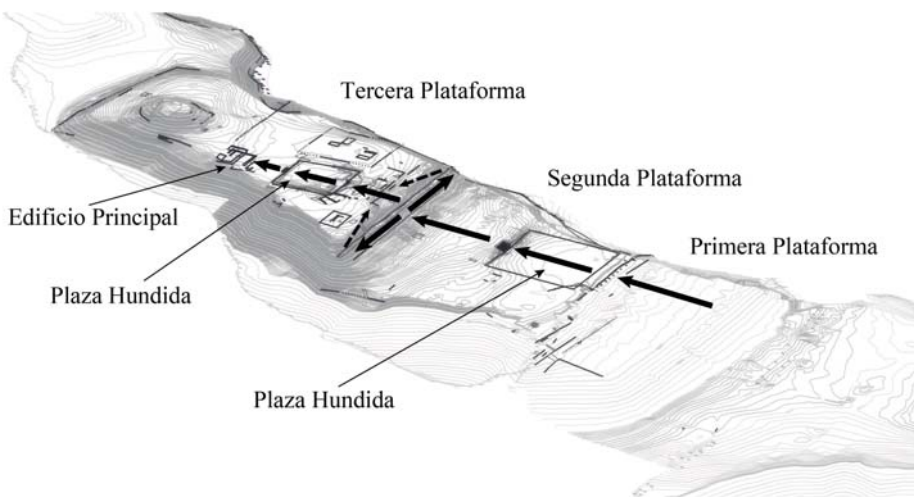 Tercera Plataforma
Segunda Plataforma
Edificio Principal
Primera Plataforma
Plaza Hundida
Plaza Hundida